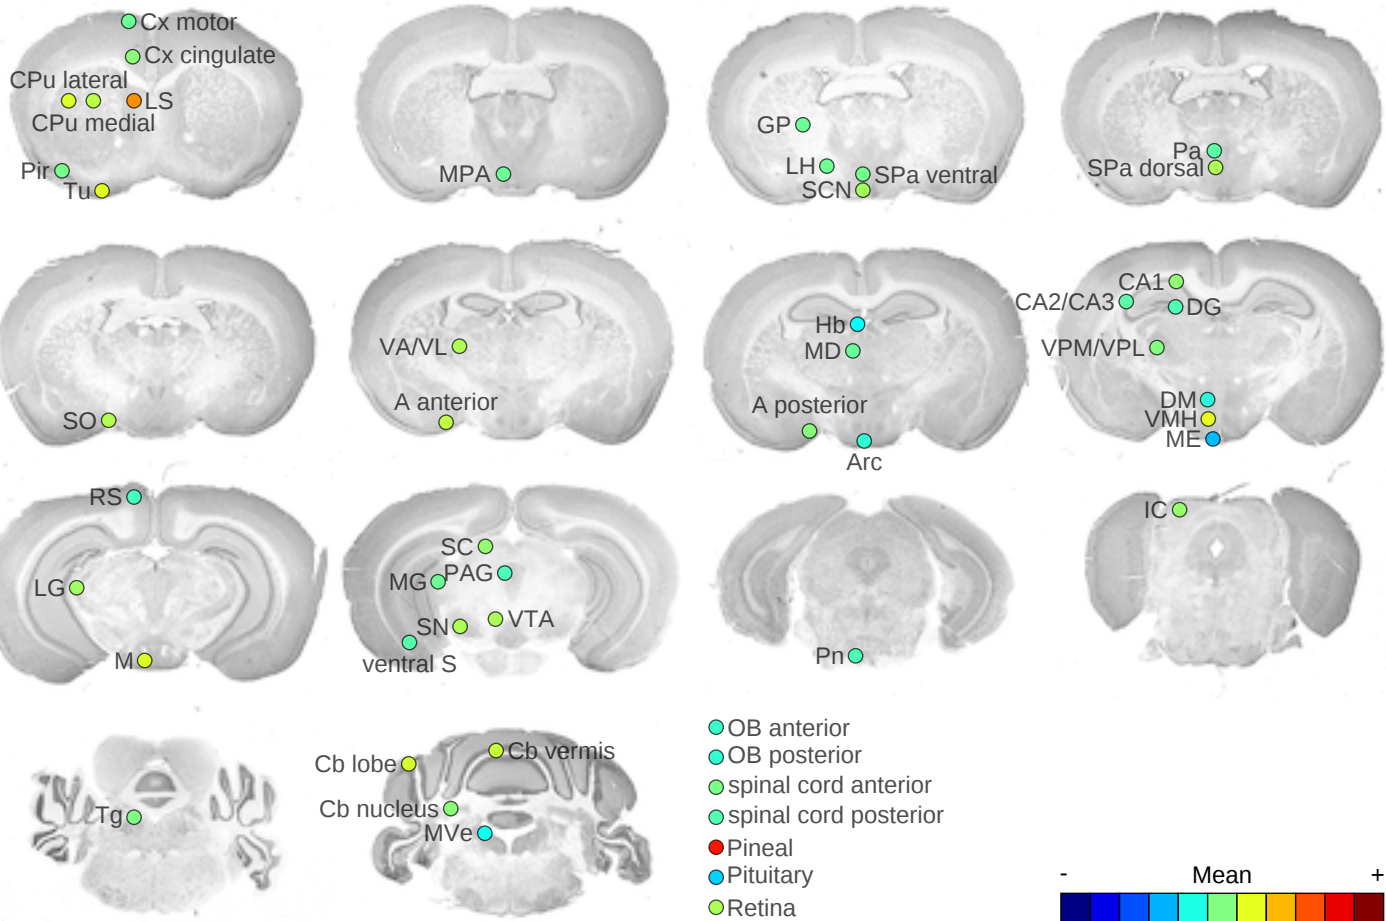 Cx motor
Cx cingulate
CPu lateral
LS
CPu medial
Pir
Tu
MPA
GP
LH
SPa ventral
SCN
Pa
SPa dorsal
SO
VA/VL
A anterior
Hb
MD
A posterior
Arc
CA1
CA2/CA3
DG
VPM/VPL
DM
VMH
ME
RS
LG
M
SC
MG
PAG
SN
VTA
ventral S
Pn
IC
Tg
Cb lobe
Cb vermis
Cb nucleus
MVe
OB anterior
OB posterior
spinal cord anterior
spinal cord posterior
Pineal
Pituitary
Retina
- Mean +